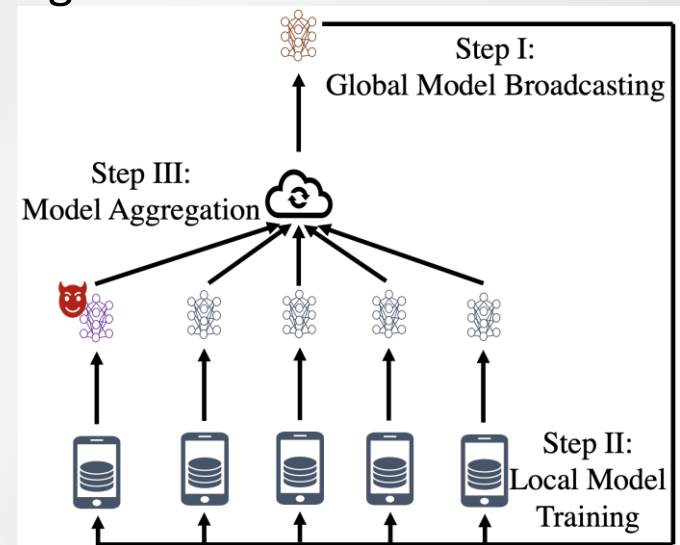 Step I:
Global Model Broadcasting
Step III:
Model Aggregation
Step II:
Local Model
Training